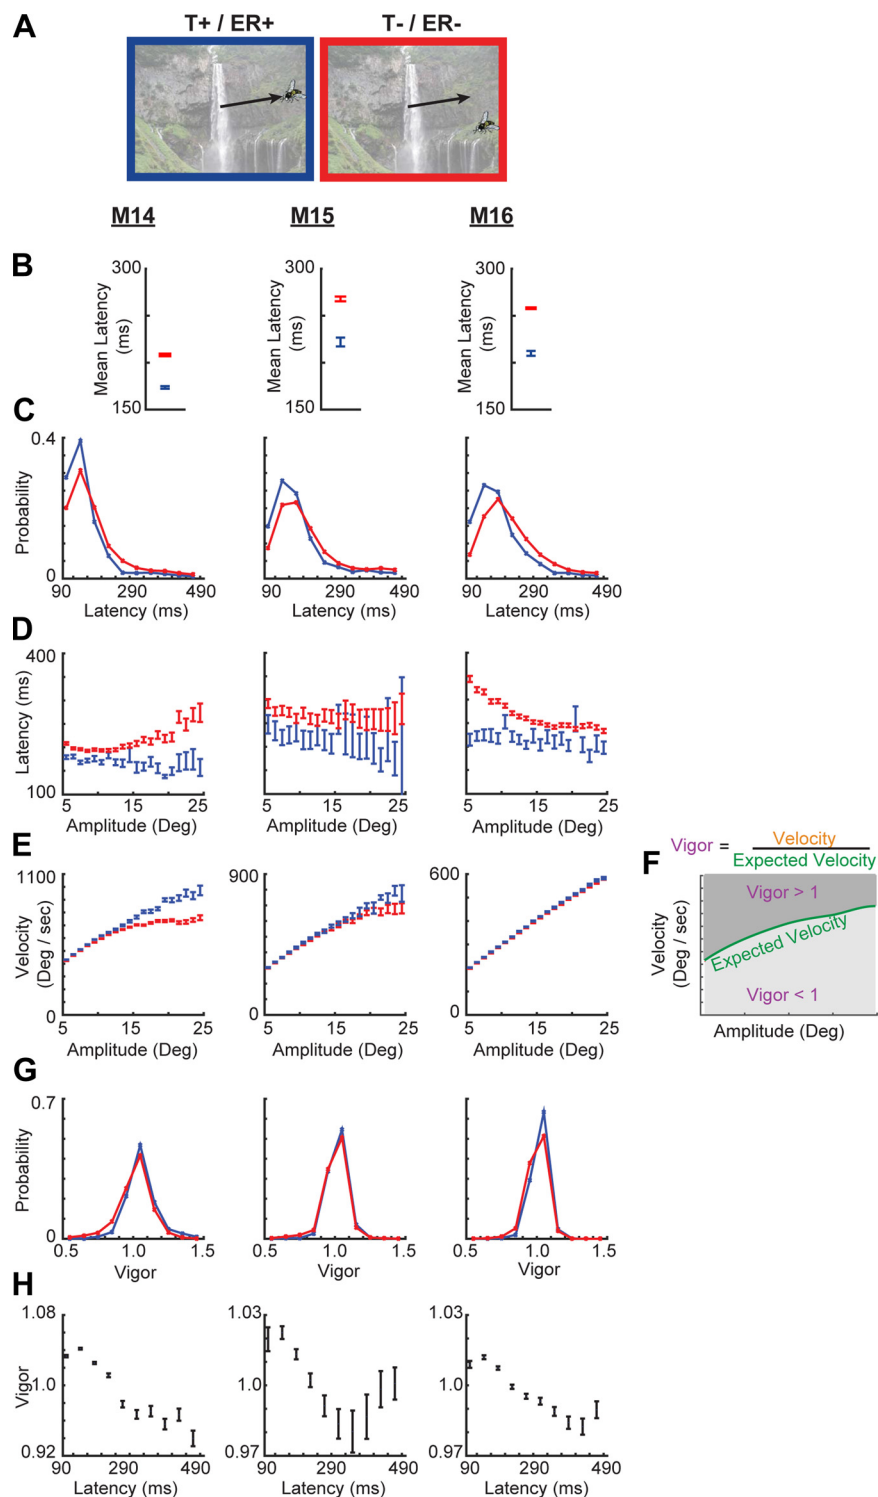 A
T+ / ER+ T- / ER-
M14 M15 M16
B
300 300 300
Mean Latency (ms) Mean Latency (ms) Mean Latency (ms)
150 150 150
C
0.4
Probability
0
90 290 490 90 290 490 90 290 490
Latency (ms) Latency (ms) Latency (ms)
D
400
Latency (ms)
100
5 15 25 5 15 25 5 15 25
Amplitude (Deg) Amplitude (Deg) Amplitude (Deg)
E
1100 900 600
Velocity (Deg / sec)
0 0 0
5 15 25 5 15 25 5 15 25
Amplitude (Deg) Amplitude (Deg) Amplitude (Deg)
F
Vigor = Velocity
Expected Velocity
Vigor > 1
Expected Velocity
Vigor < 1
Velocity (Deg / sec)
Amplitude (Deg)
G
0.7
Probability
0
0.5 1.0 1.5 0.5 1.0 1.5 0.5 1.0 1.5
Vigor Vigor Vigor
H
1.08 1.03 1.03
Vigor
1.0 1.0 1.0
0.92 0.97 0.97
90 290 490 90 290 490 90 290 490
Latency (ms) Latency (ms) Latency (ms)